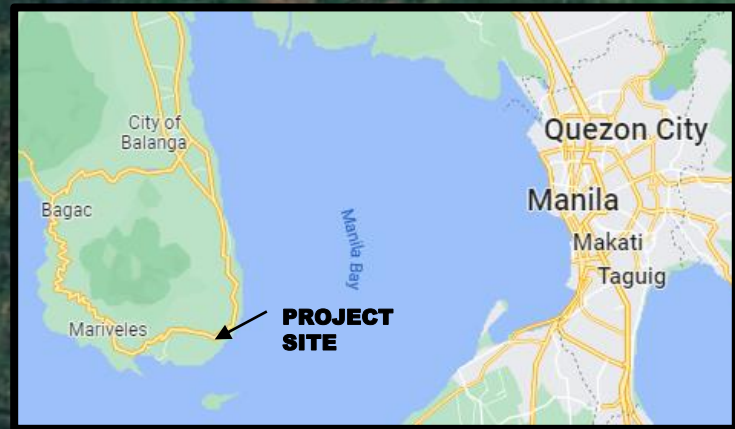 City of
Balanga
Quezon City
Manila
Bagac
Makati
Manila Bay
Taguig
Mariveles
PROJECT
SITE